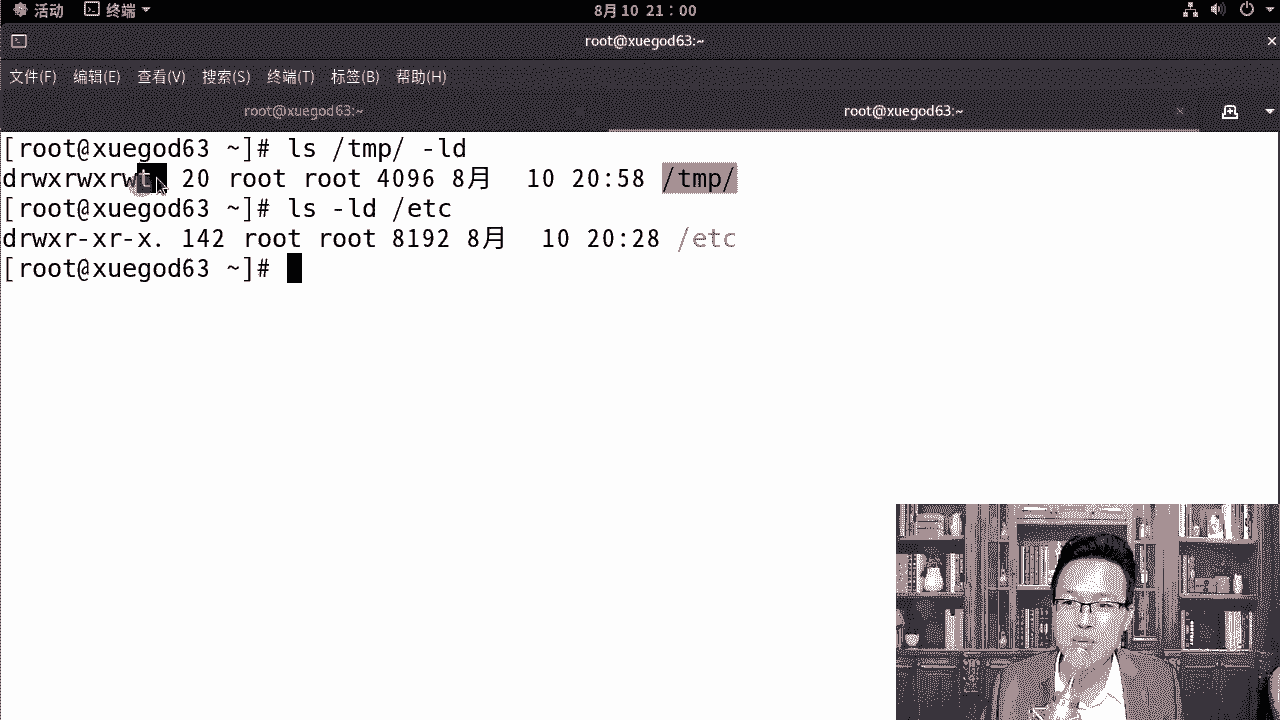 活动 终端 8月10 21：00
root@xuegod63:~
文件(F) 编辑(E) 查看(V) 搜索(S) 终端(T) 标签(B) 帮助(H)
root@xuegod63:~ root@xuegod63:~
[root@xuegod63 ~]# ls /tmp/ -ld
drwxrwxrwt. 20 root root 4096 8月 10 20:58 /tmp/
[root@xuegod63 ~]# ls -ld /etc
drwxr-xr-x. 142 root root 8192 8月 10 20:28 /etc
[root@xuegod63 ~]#